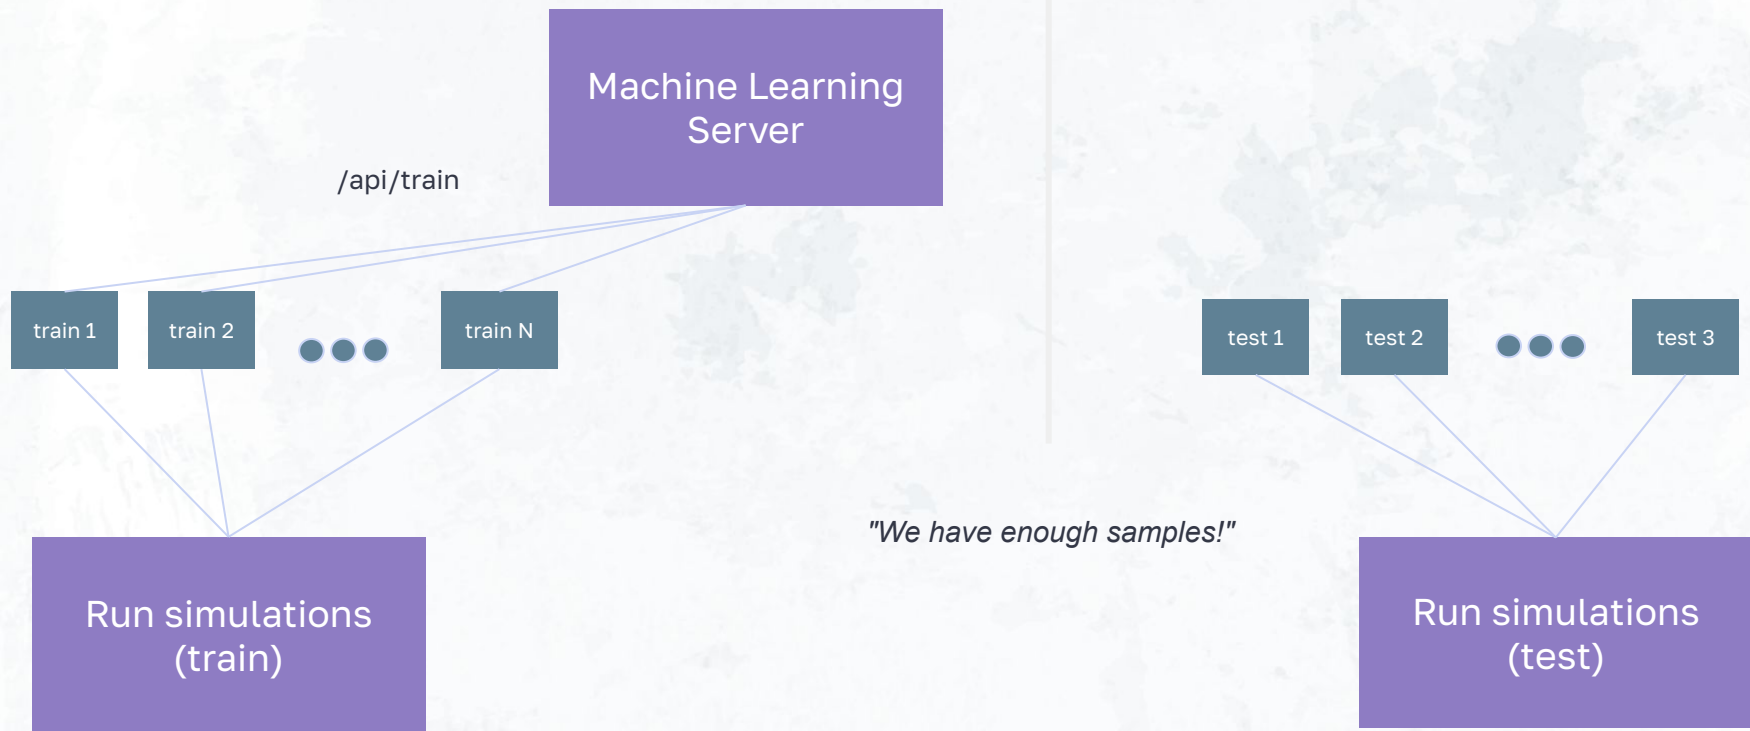 Machine Learning
Server
/api/train
train 1
train 2
train N
test 1
test 2
test 3
"We have enough samples!"
Run simulations
(train)
Run simulations
(test)